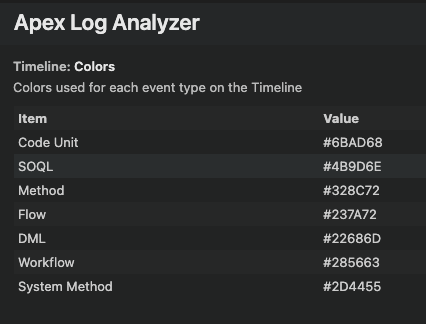 Apex Log Analyzer
Timeline: Colors
Colors used for each event type on the Timeline
Item Value
Code Unit #6BAD68
SOQL #4B9D6E
Method #328C72
Flow #237A72
DML #22686D
Workflow #285663
System Method #2D4455